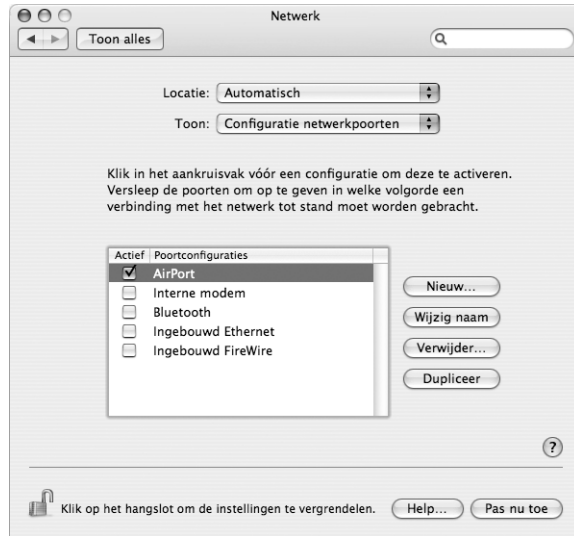 Netwerk
Toon alles
Locatie: Automatisch
Toon: Configuratie netwerkpoorten
Klik in het aankruisvak vóór een configuratie om deze te activeren.
Versleep de poorten om op te geven in welke volgorde een
verbinding met het netwerk tot stand moet worden gebracht.
Actief Poortconfiguraties
AirPort
Interne modem
Bluetooth
Ingebouwd Ethernet
Ingebouwd FireWire
Nieuw...
Wijzig naam
Verwijder...
Dupliceer
?
Klik op het hangslot om de instellingen te vergrendelen. Help... Pas nu toe